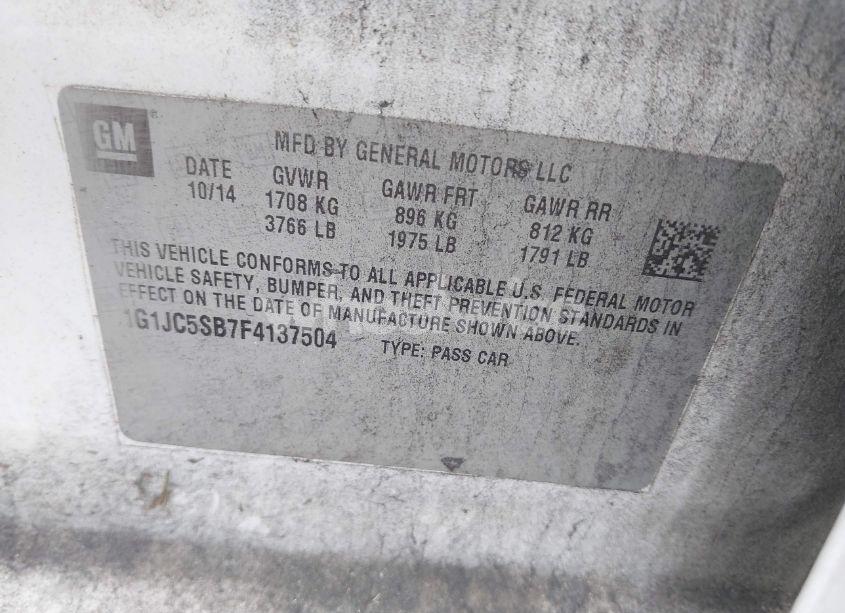 GM
MFD BY GENERAL MOTORS LLC
DATE GVWR GAWR FRT GAWR RR
10/14 1708 KG 896 KG 812 KG
3766 LB 1975 LB 1791 LB
THIS VEHICLE CONFORMS TO ALL APPLICABLE U.S. FEDERAL MOTOR
VEHICLE SAFETY, BUMPER, AND THEFT PREVENTION STANDARDS IN
EFFECT ON THE DATE OF MANUFACTURE SHOWN ABOVE.
1G1JC5SB7F4137504 TYPE: PASS CAR